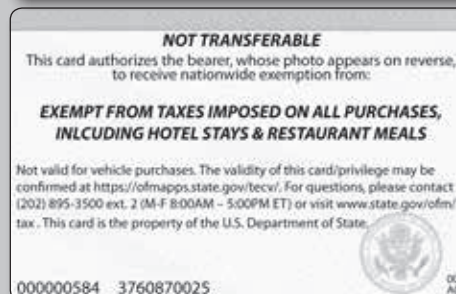 NOT TRANSFERABLE
This card authorizes the bearer, whose photo appears on reverse,
to receive nationwide exemption from:
EXEMPT FROM TAXES IMPOSED ON ALL PURCHASES,
INLCUDING HOTEL STAYS & RESTAURANT MEALS
Not valid for vehicle purchases. The validity of this card/privilege may be
confirmed at https://ofmapps.state.gov/tecv/. For questions, please contact
(202) 895-3500 ext. 2 (M-F 8:00AM – 5:00PM ET) or visit www.state.gov/ofm/
tax . This card is the property of the U.S. Department of State.
000000584 3760870025